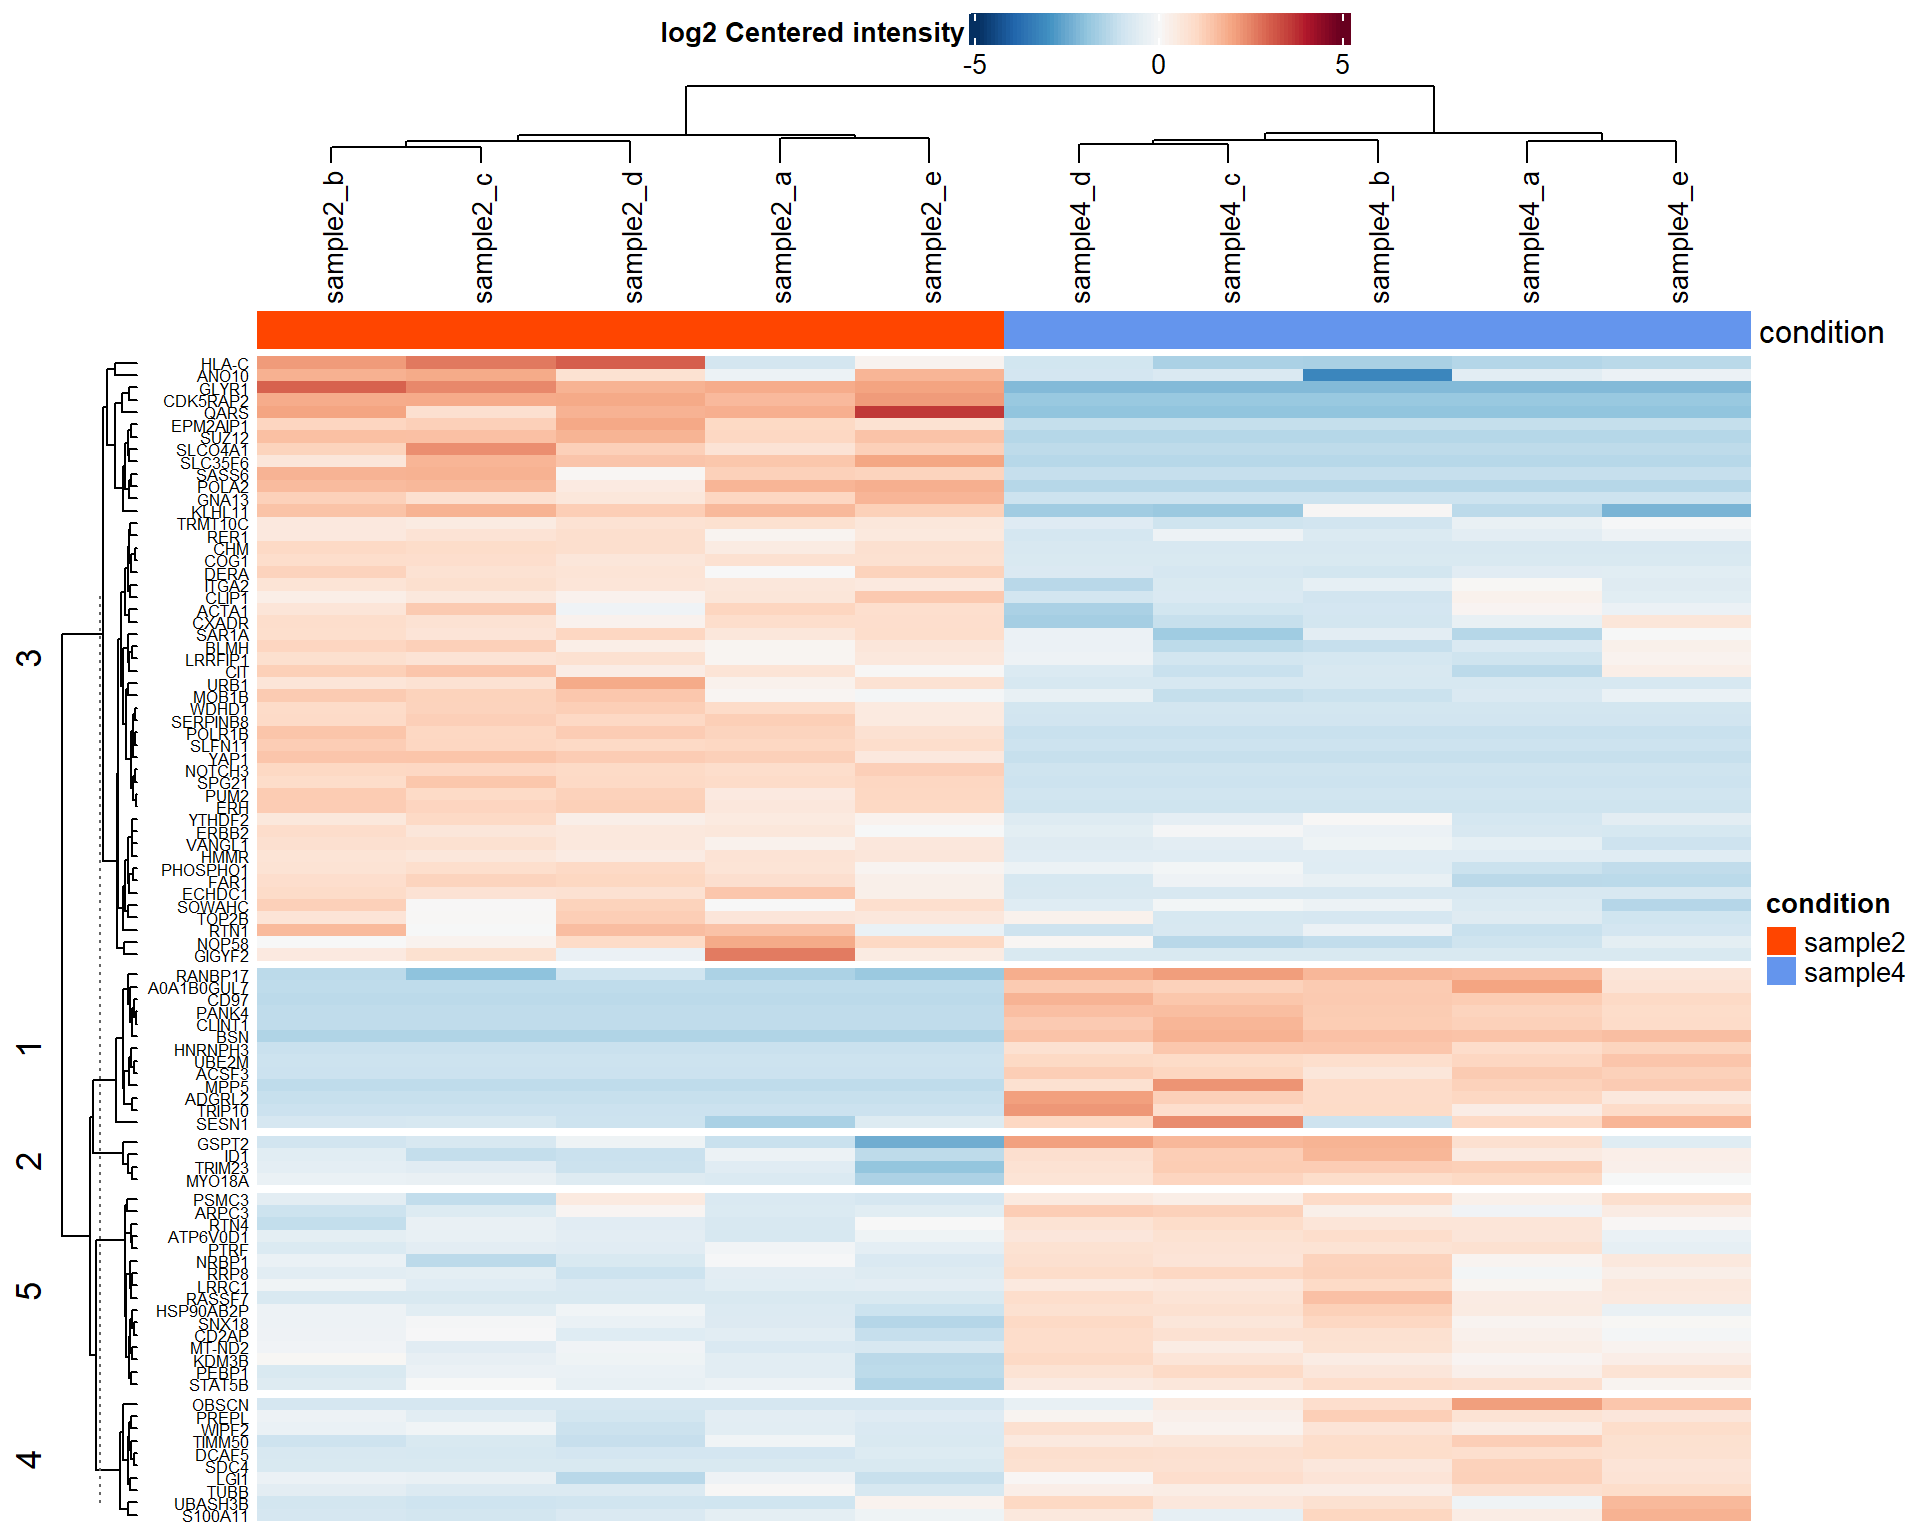 log2 Centered intensity
-5 0 5
sample2_b sample2_c sample2_d sample2_a sample2_e sample4_d sample4_c sample4_b sample4_a sample4_e
condition
3
HLA-C
ANO10
GLYR1
CDK5RAP2
QARS
EPM2AIP1
SUZ12
SLCO4A1
SLC35F6
SASS6
POLA2
GNA13
KLHL11
TRMT10C
RER1
CHM
COG1
DERA
ITGA2
CLIP1
ACTA1
CXADR
SAR1A
BLMH
LRRFIP1
CIT
URB1
MOB1B
WDHD1
SERPINB8
POLR1B
SLFN11
YAP1
NOTCH3
SPG21
PUM2
ERH
YTHDF2
ERBB2
VANGL1
HMMR
PHOSPHO1
FAR1
ECHDC1
SOWAHC
TOP2B
RTN1
NOP58
GIGYF2
1
RANBP17
A0A1B0GUL7
CD97
PANK4
CLINT1
BSN
HNRNPH3
UBE2M
ACSF3
MPP5
ADGRL2
TRIP10
SESN1
2
GSPT2
ID1
TRIM23
MYO18A
5
PSMC3
ARPC3
RTN4
ATP6V0D1
PTRF
NRBP1
RRP8
LRRC1
RASSF7
HSP90AB2P
SNX18
CD2AP
MT-ND2
KDM3B
PEBP1
STAT5B
4
OBSCN
PREPL
WIPF2
TIMM50
DCAF5
SDC4
LGI1
TUBB
UBASH3B
S100A11
condition
sample2
sample4